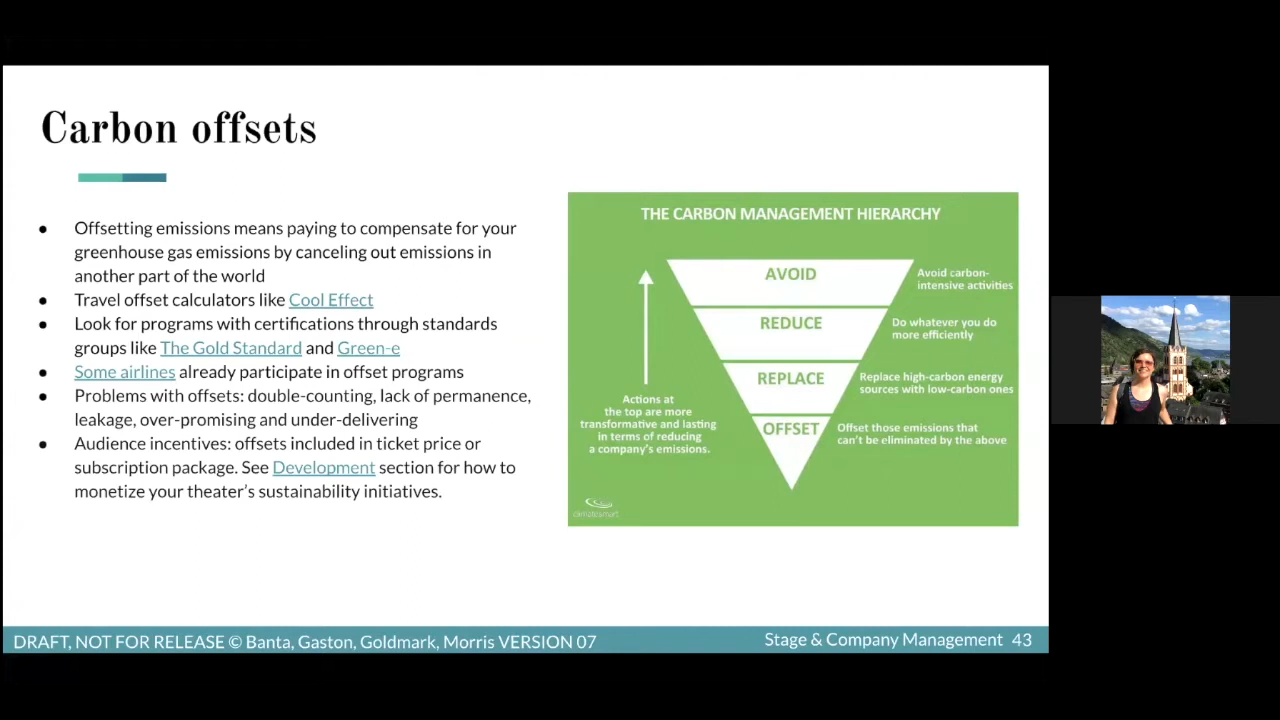 Carbon offsets
● Offsetting emissions means paying to compensate for your
greenhouse gas emissions by canceling out emissions in
another part of the world
● Travel offset calculators like Cool Effect
● Look for programs with certifications through standards
groups like The Gold Standard and Green-e
● Some airlines already participate in offset programs
● Problems with offsets: double-counting, lack of permanence,
leakage, over-promising and under-delivering
● Audience incentives: offsets included in ticket price or
subscription package. See Development section for how to
monetize your theater’s sustainability initiatives.
THE CARBON MANAGEMENT HIERARCHY
AVOID
Avoid carbon-
intensive activities
REDUCE
Do whatever you do
more efficiently
REPLACE
Replace high-carbon energy
sources with low-carbon ones
OFFSET
Offset those emissions that
can’t be eliminated by the above
Actions at
the top are more
transformative and lasting
in terms of reducing
a company’s emissions.
climatesmart
DRAFT, NOT FOR RELEASE © Banta, Gaston, Goldmark, Morris VERSION 07
Stage & Company Management 43